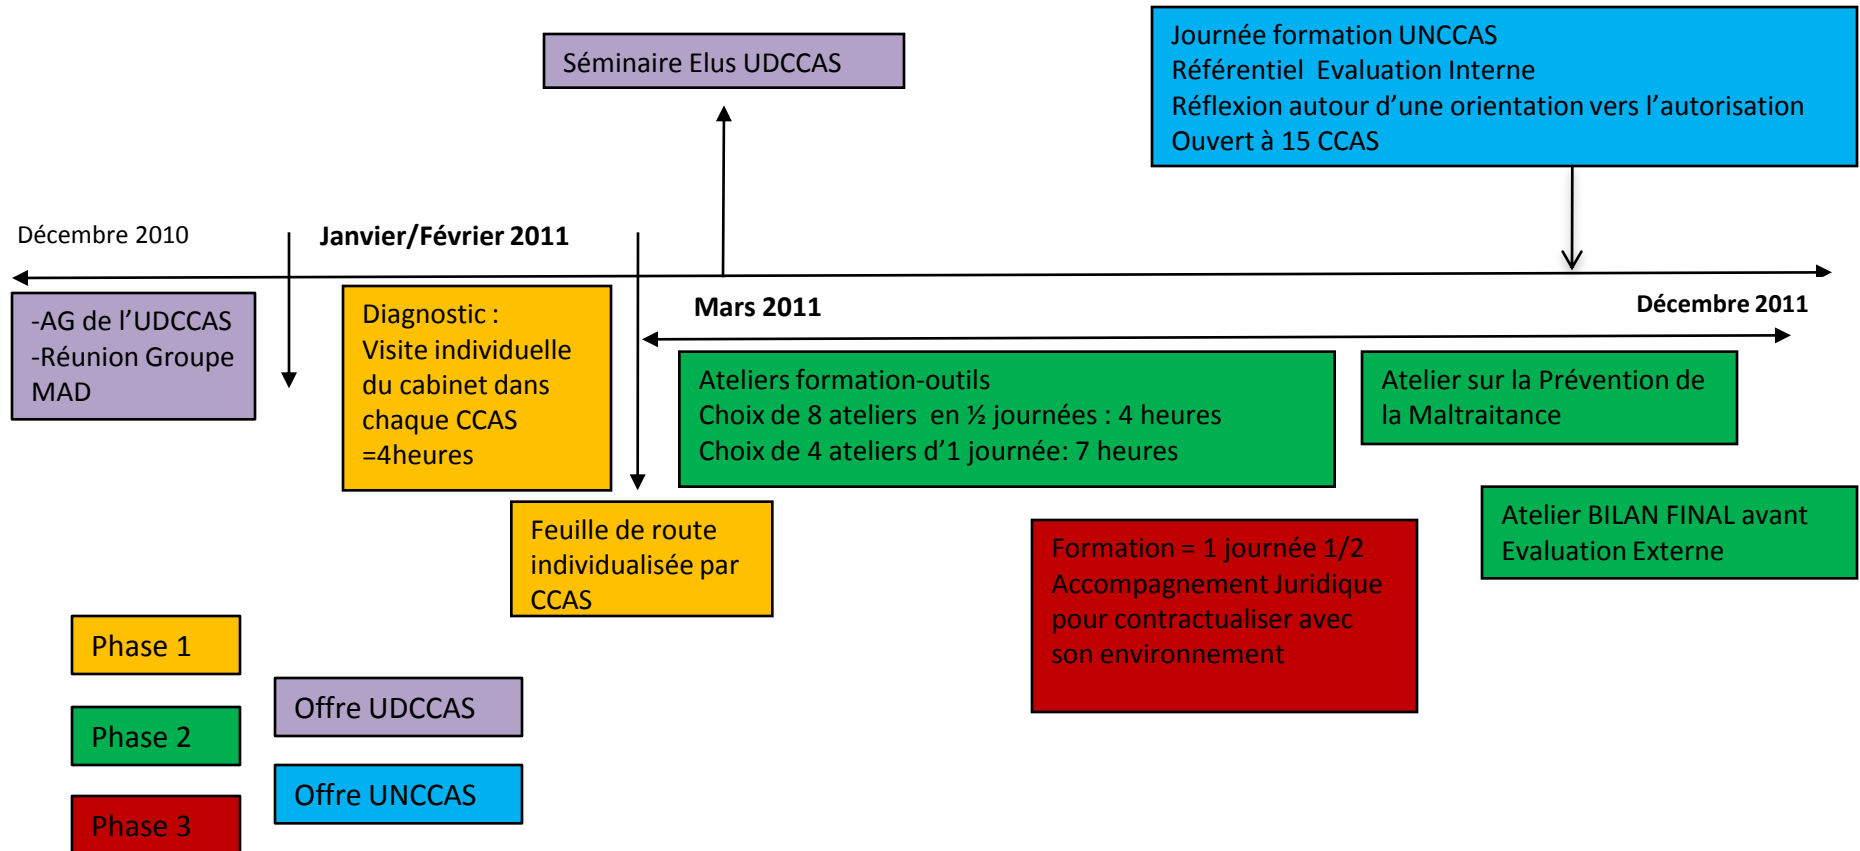 Séminaire Elus UDCCAS
Journée formation UNCCAS
Référentiel Evaluation Interne
Réflexion autour d’une orientation vers l’autorisation
Ouvert à 15 CCAS
Décembre 2010
Janvier/Février 2011
Mars 2011
Décembre 2011
-AG de l’UDCCAS
-Réunion Groupe
MAD
Diagnostic :
Visite individuelle
du cabinet dans
chaque CCAS
=4heures
Ateliers formation-outils
Choix de 8 ateliers en ½ journées : 4 heures
Choix de 4 ateliers d’1 journée: 7 heures
Atelier sur la Prévention de
la Maltraitance
Feuille de route
individualisée par
CCAS
Formation = 1 journée 1/2
Accompagnement Juridique
pour contractualiser avec
son environnement
Atelier BILAN FINAL avant
Evaluation Externe
Phase 1
Phase 2
Phase 3
Offre UDCCAS
Offre UNCCAS